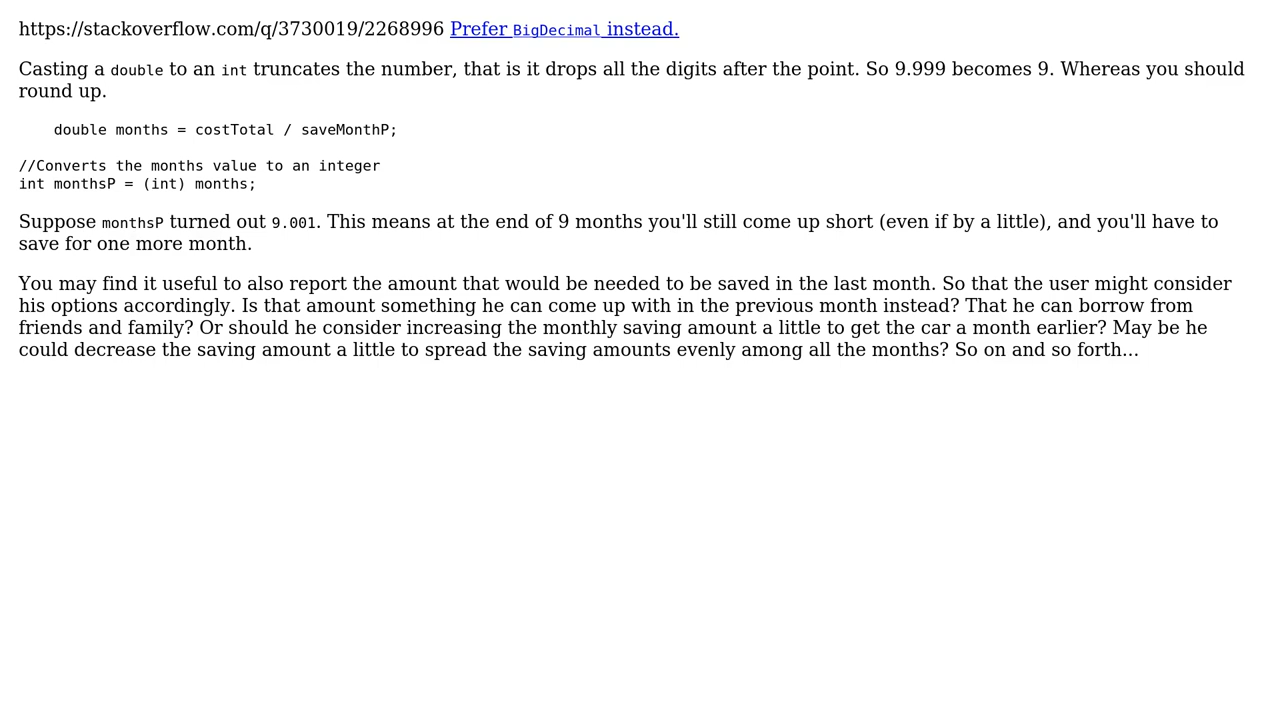 https://stackoverflow.com/q/3730019/2268996 Prefer BigDecimal instead.
Casting a double to an int truncates the number, that is it drops all the digits after the point. So 9.999 becomes 9. Whereas you should
round up.
double months = costTotal / saveMonthP;
//Converts the months value to an integer
int monthsP = (int) months;
Suppose monthsP turned out 9.001. This means at the end of 9 months you'll still come up short (even if by a little), and you'll have to
save for one more month.
You may find it useful to also report the amount that would be needed to be saved in the last month. So that the user might consider
his options accordingly. Is that amount something he can come up with in the previous month instead? That he can borrow from
friends and family? Or should he consider increasing the monthly saving amount a little to get the car a month earlier? May be he
could decrease the saving amount a little to spread the saving amounts evenly among all the months? So on and so forth...